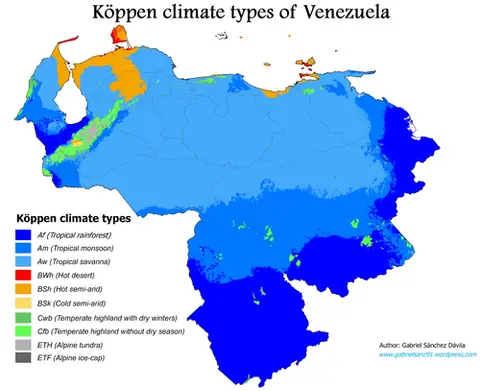 Köppen climate types of Venezuela
Köppen climate types
Af (Tropical rainforest)
Am (Tropical monsoon)
Aw (Tropical savanna)
BWh (Hot desert)
BSh (Hot semi-arid)
BSk (Cold semi-arid)
Cwb (Temperate highland with dry winters)
Cfb (Temperate highland without dry season)
ETH (Alpine tundra)
ETF (Alpine ice-cap)
Author: Gabriel Sánchez Dávila
www.gabrielsanz91.wordpress.com